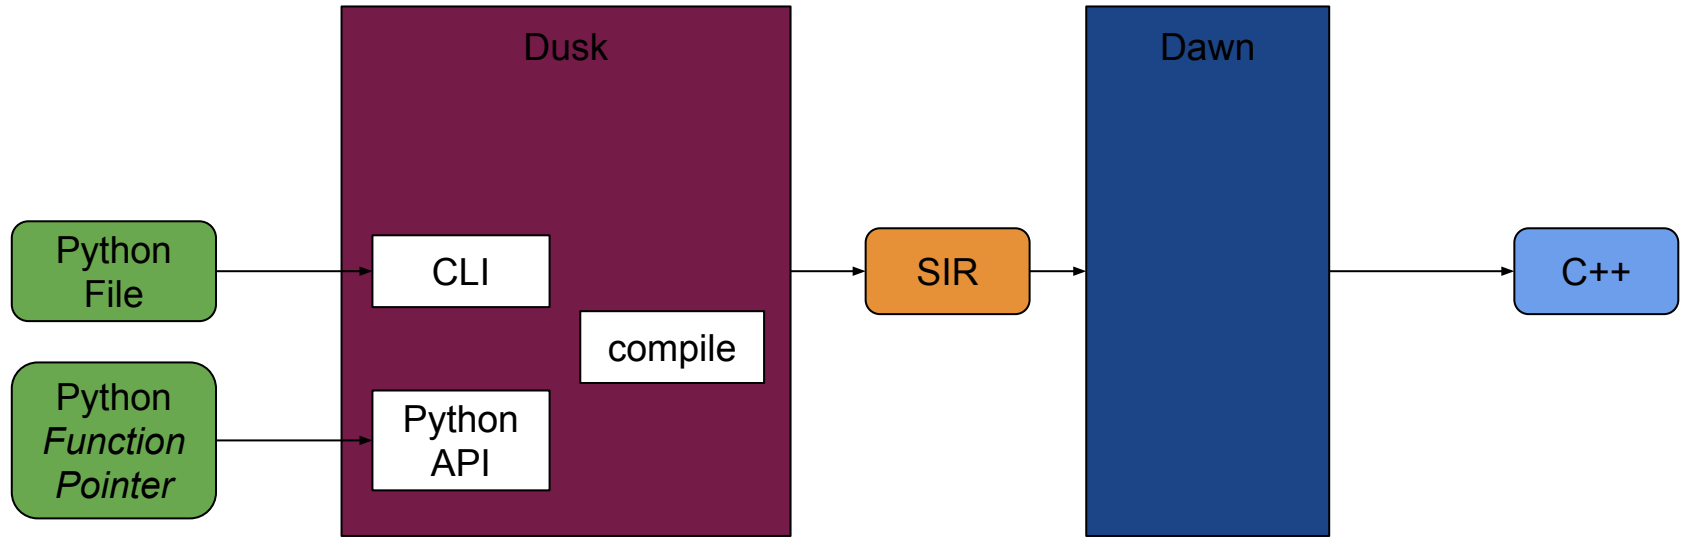 Dusk
Dawn
Python
File
CLI
SIR
C++
compile
Python
Function
Pointer
Python
API